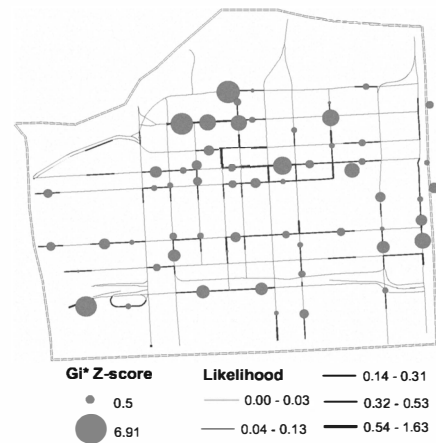 Gi* Z-score
0.5
6.91
Likelihood
0.00 - 0.03
0.04 - 0.13
0.14 - 0.31
0.32 - 0.53
0.54 - 1.63